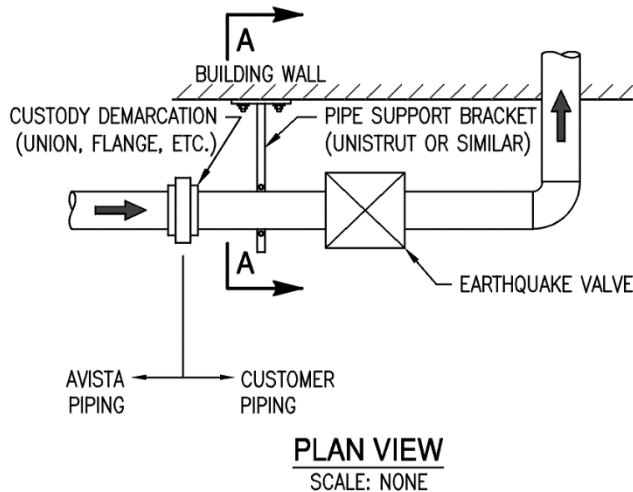 A
BUILDING WALL
CUSTODY DEMARCATION
(UNION, FLANGE, ETC.)
PIPE SUPPORT BRACKET
(UNISTRUT OR SIMILAR)
A
EARTHQUAKE VALVE
AVISTA
PIPING
CUSTOMER
PIPING
PLAN VIEW
SCALE: NONE